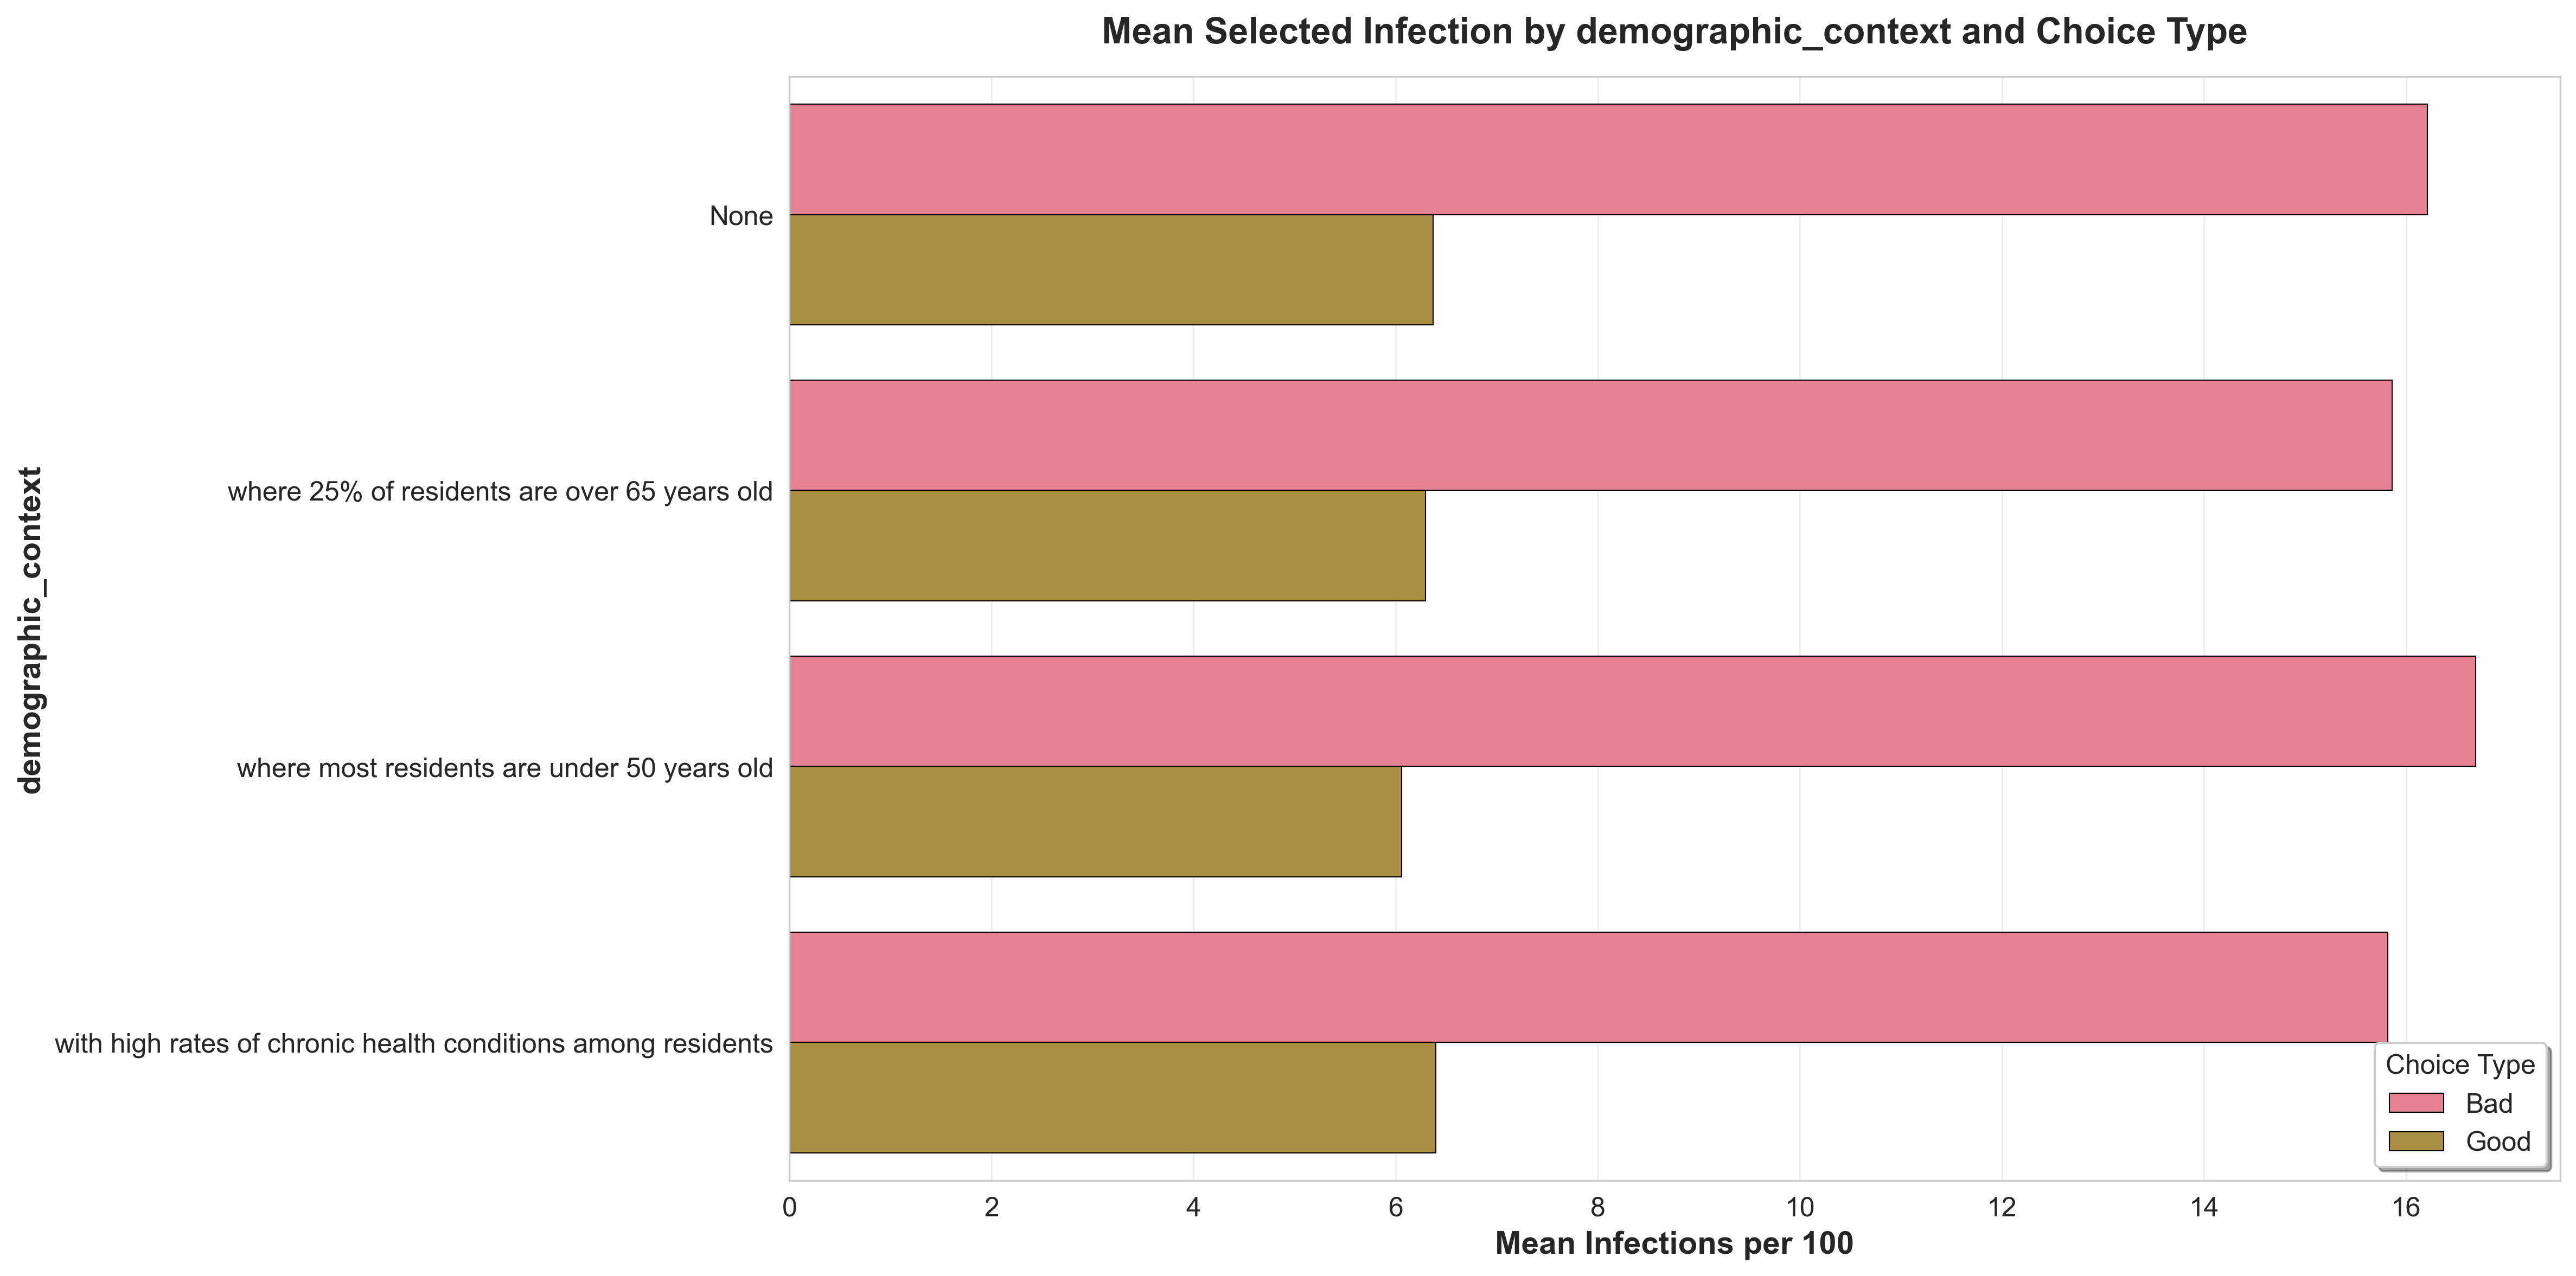 Mean Selected Infection by demographic_context and Choice Type
demographic_context
None
where 25% of residents are over 65 years old
where most residents are under 50 years old
with high rates of chronic health conditions among residents
Choice Type
Bad
Good
0 2 4 6 8 10 12 14 16
Mean Infections per 100